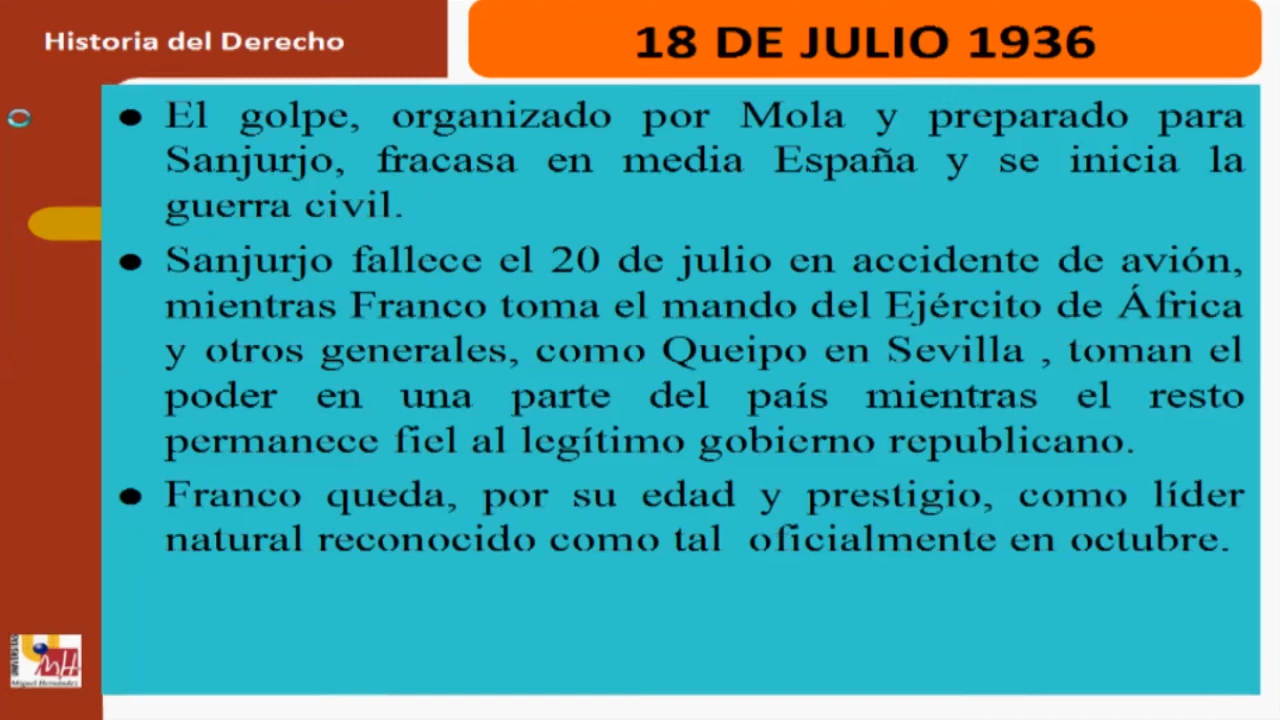 Historia del Derecho
18 DE JULIO 1936
● El golpe, organizado por Mola y preparado para
Sanjurjo, fracasa en media España y se inicia la
guerra civil.
● Sanjurjo fallece el 20 de julio en accidente de avión,
mientras Franco toma el mando del Ejército de África
y otros generales, como Queipo en Sevilla , toman el
poder en una parte del país mientras el resto
permanece fiel al legítimo gobierno republicano.
● Franco queda, por su edad y prestigio, como líder
natural reconocido como tal oficialmente en octubre.
UNIVERSITAS
Miguel Hernández